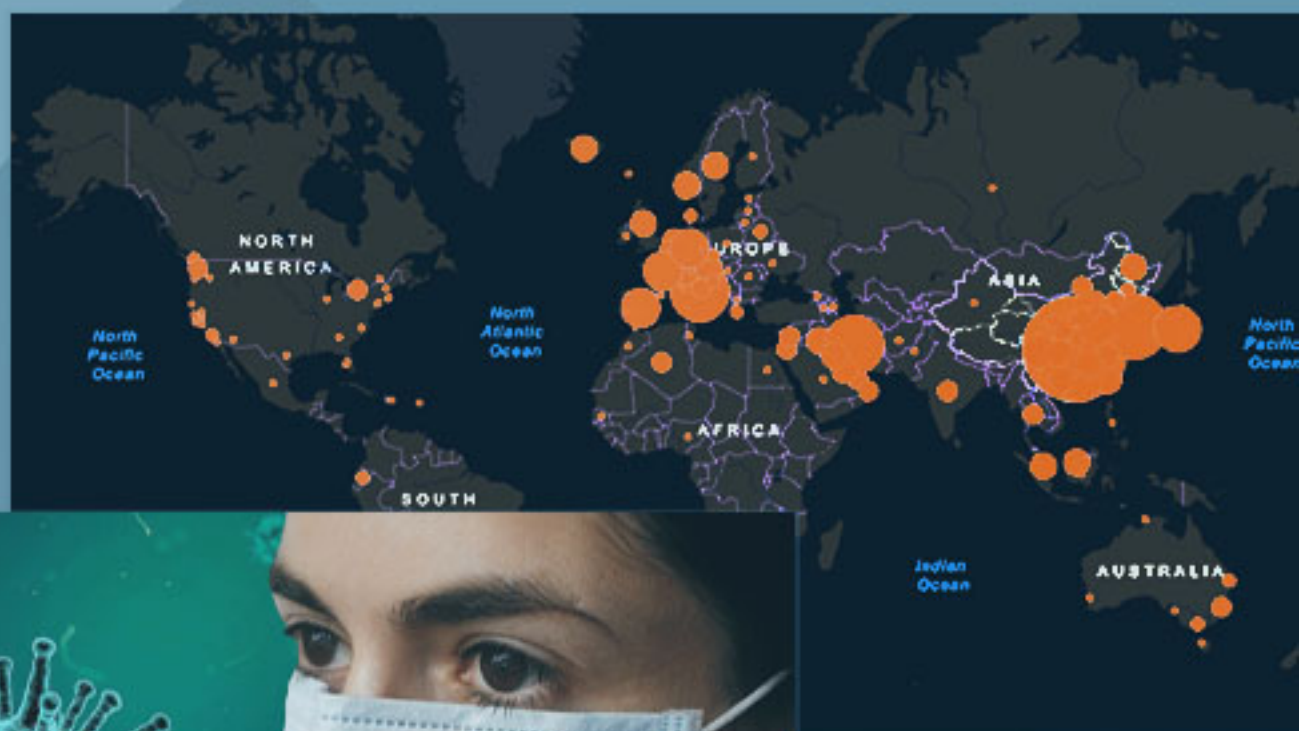 NORTH
AMERICA
UROPE
ASIA
North
Atlantic
Ocean
North
Pacific
Ocean
North
Pacific
Ocean
AFRICA
SOUTH
Indian
Ocean
AUSTRALIA